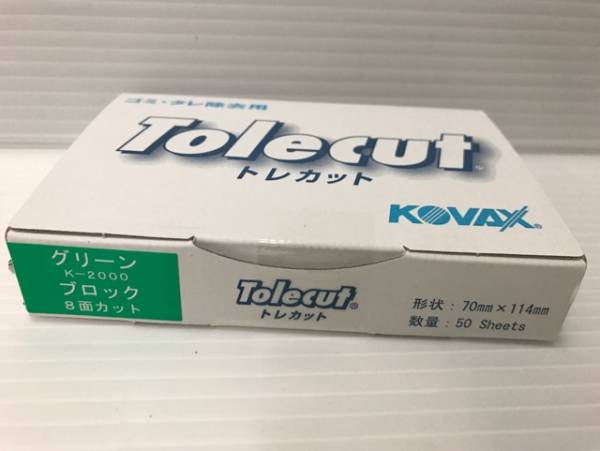 ゴミ・タレ除去用
Tolecut
トレカット
KOVAX®
グリーン
K-2000
ブロック
8面カット
Tolecut®
トレカット
形状：70mm×114mm
数量：50 Sheets